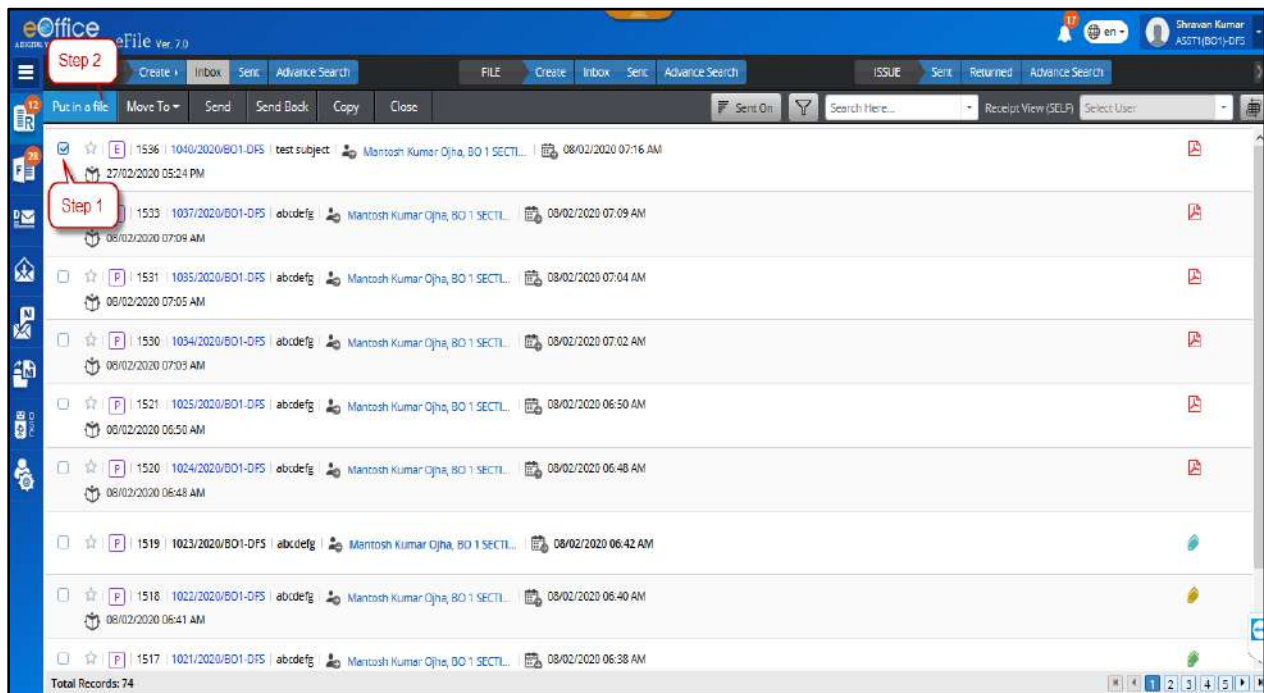 eOffice
eFile Ver. 7.0
17
en
Shravan Kumar
ASST1(BO1)-DFS
Step 2
Create
Inbox
Sent
Advance Search
FILE
Create
Inbox
Sent
Advance Search
ISSUE
Sent
Returned
Advance Search
Put in a file
Move To
Send
Send Back
Copy
Close
Sent On
Search Here...
Receipt View (SELF)
Select User
12
R
28
F
D
N
M
E 1536 1040/2020/BO1-DFS test subject Mantosh Kumar Ojha, BO 1 SECTI... 08/02/2020 07:16 AM
27/02/2020 05:24 PM
Step 1
1533 1037/2020/BO1-DFS abcdefg Mantosh Kumar Ojha, BO 1 SECTI... 08/02/2020 07:09 AM
08/02/2020 07:09 AM
P 1531 1035/2020/BO1-DFS abcdefg Mantosh Kumar Ojha, BO 1 SECTI... 08/02/2020 07:04 AM
08/02/2020 07:05 AM
P 1530 1034/2020/BO1-DFS abcdefg Mantosh Kumar Ojha, BO 1 SECTI... 08/02/2020 07:02 AM
08/02/2020 07:03 AM
P 1521 1025/2020/BO1-DFS abcdefg Mantosh Kumar Ojha, BO 1 SECTI... 08/02/2020 06:50 AM
08/02/2020 06:50 AM
P 1520 1024/2020/BO1-DFS abcdefg Mantosh Kumar Ojha, BO 1 SECTI... 08/02/2020 06:48 AM
08/02/2020 06:48 AM
P 1519 1023/2020/BO1-DFS abcdefg Mantosh Kumar Ojha, BO 1 SECTI... 08/02/2020 06:42 AM
P 1518 1022/2020/BO1-DFS abcdefg Mantosh Kumar Ojha, BO 1 SECTI... 08/02/2020 06:40 AM
08/02/2020 06:41 AM
P 1517 1021/2020/BO1-DFS abcdefg Mantosh Kumar Ojha, BO 1 SECTI... 08/02/2020 06:38 AM
Total Records: 74
1 2 3 4 5